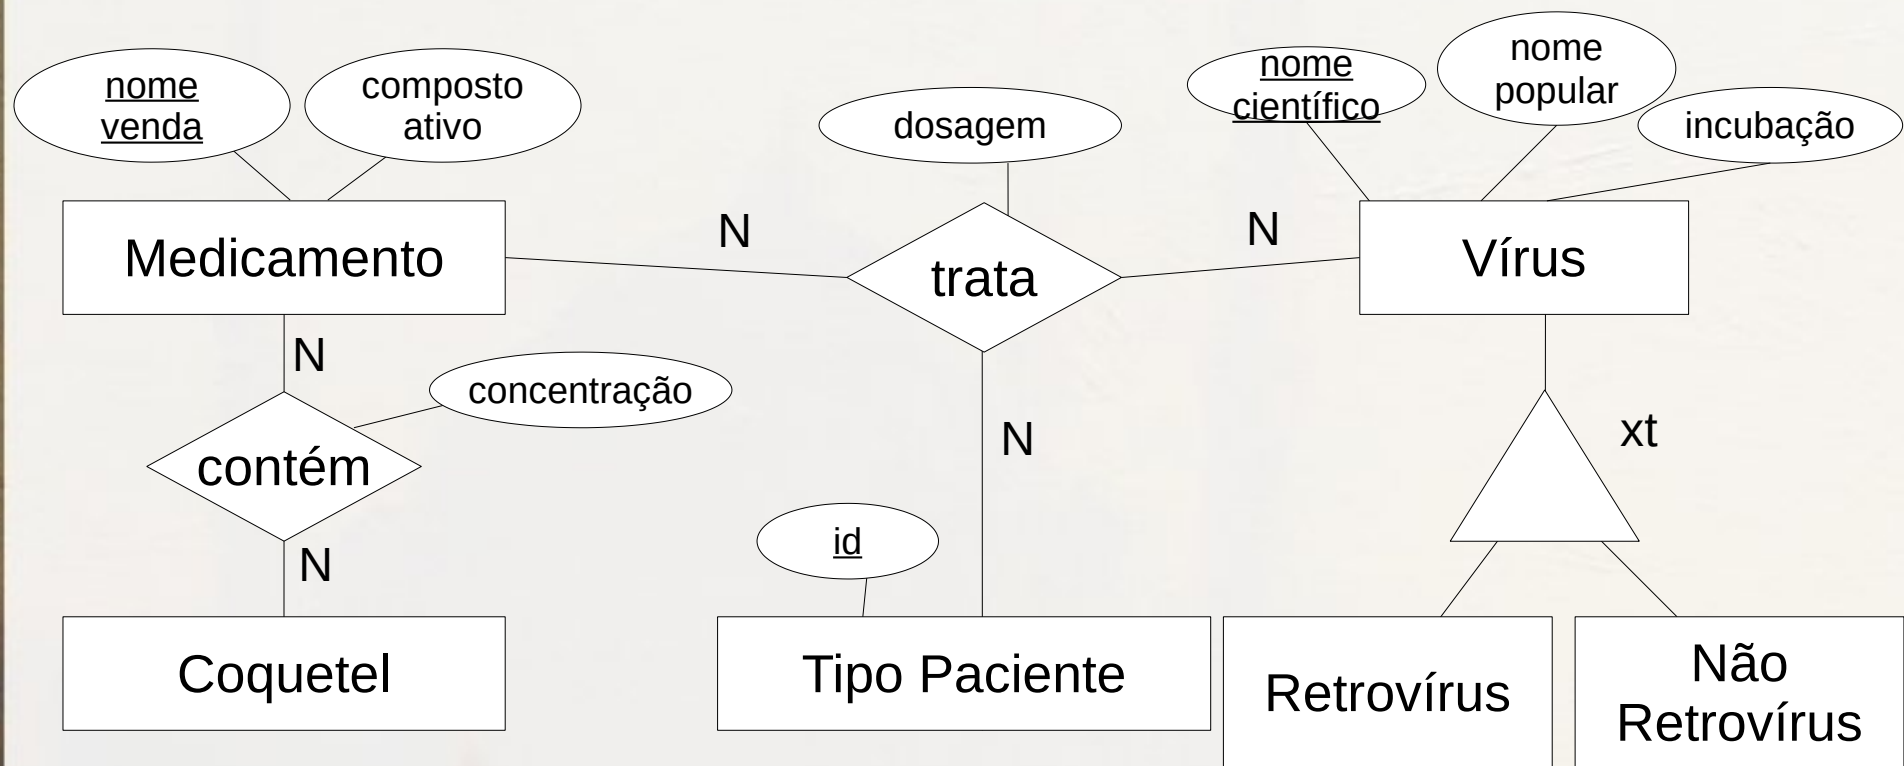 nome
venda
composto
ativo
dosagem
nome
científico
nome
popular
incubação
Medicamento
N
trata
N
Vírus
N
concentração
contém
N
xt
N
id
Coquetel
Tipo Paciente
Retrovírus
Não
Retrovírus